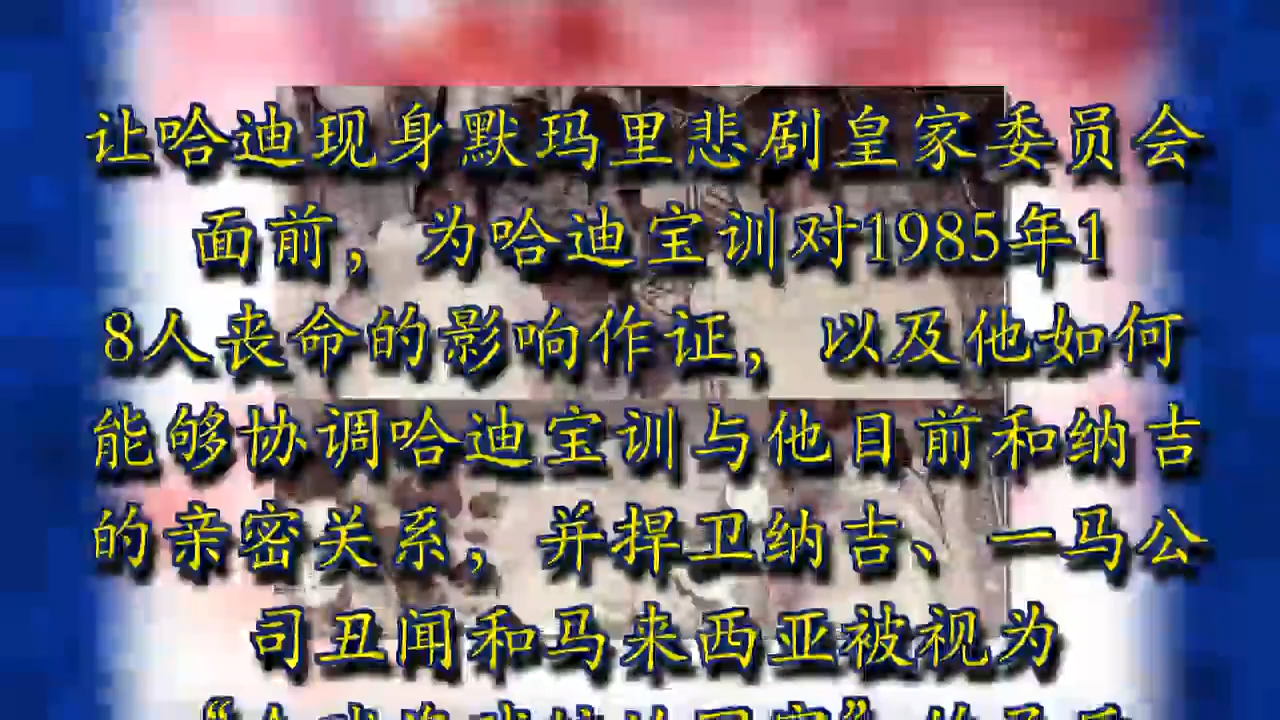 让哈迪现身默玛里悲剧皇家委员会
面前，为哈迪宝训对1985年1
8人丧命的影响作证，以及他如何
能够协调哈迪宝训与他目前和纳吉
的亲密关系，并捍卫纳吉、一马公
司丑闻和马来西亚被视为